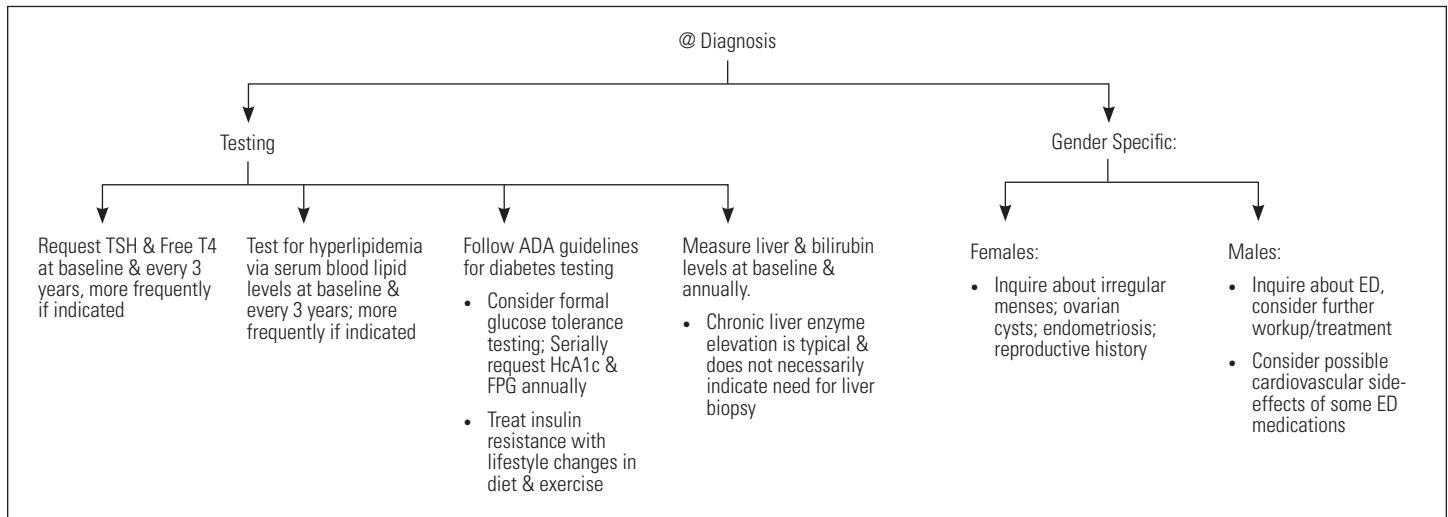 @ Diagnosis
Testing
Request TSH & Free T4
at baseline & every 3
years, more frequently
if indicated
Test for hyperlipidemia
via serum blood lipid
levels at baseline &
every 3 years; more
frequently if indicated
Follow ADA guidelines
for diabetes testing
• Consider formal
glucose tolerance
testing; Serially
request HcA1c &
FPG annually
• Treat insulin
resistance with
lifestyle changes in
diet & exercise
Measure liver & bilirubin
levels at baseline &
annually.
• Chronic liver enzyme
elevation is typical &
does not necessarily
indicate need for liver
biopsy
Gender Specific:
Females:
• Inquire about irregular
menses; ovarian
cysts; endometriosis;
reproductive history
Males:
• Inquire about ED,
consider further
workup/treatment
• Consider possible
cardiovascular side-
effects of some ED
medications